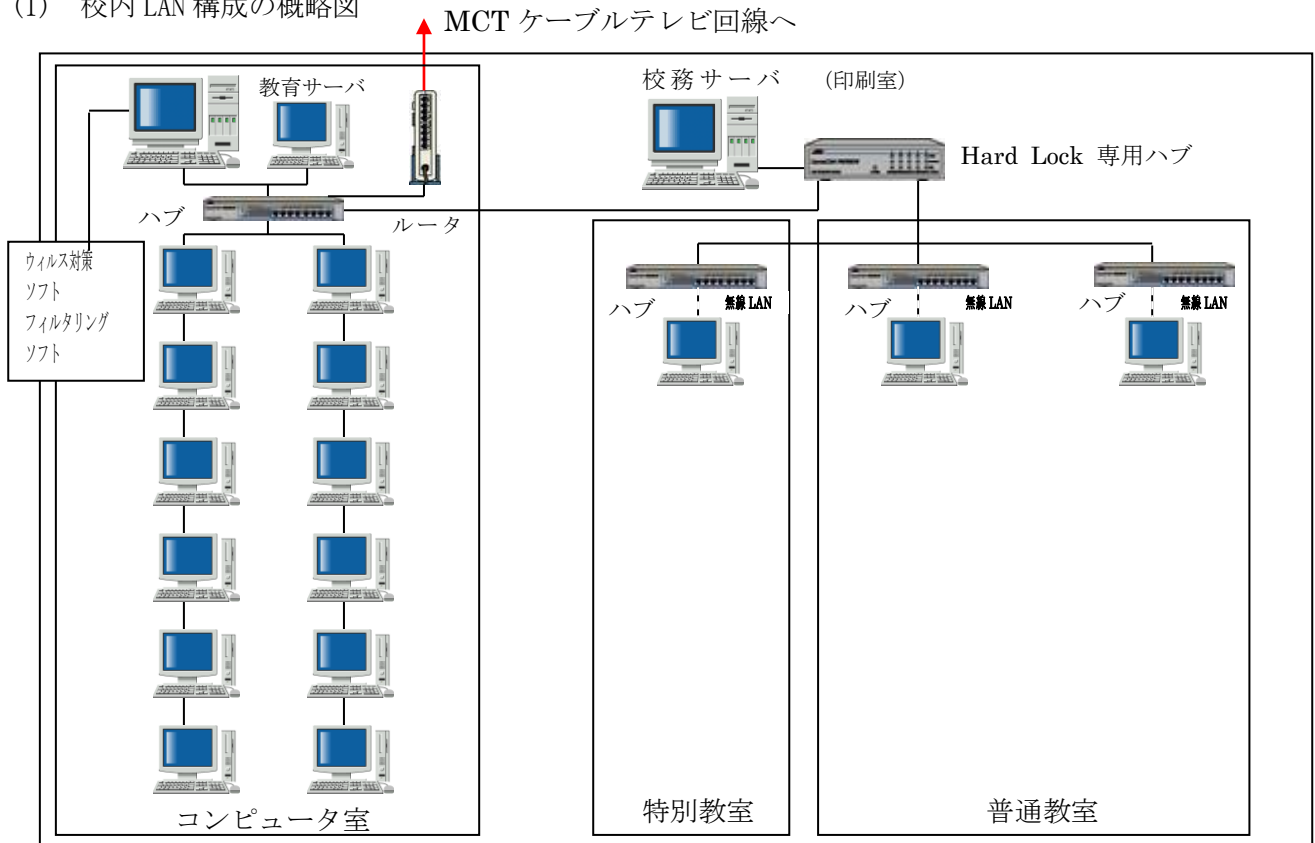 (1) 校内 LAN 構成の概略図
MCT ケーブルテレビ回線へ
教育サーバ
校務サーバ (印刷室)
Hard Lock 専用ハブ
ハブ
ルータ
ウィルス対策
ソフト
フィルタリング
ソフト
ハブ 無線 LAN
ハブ 無線 LAN
ハブ 無線 LAN
コンピュータ室
特別教室
普通教室